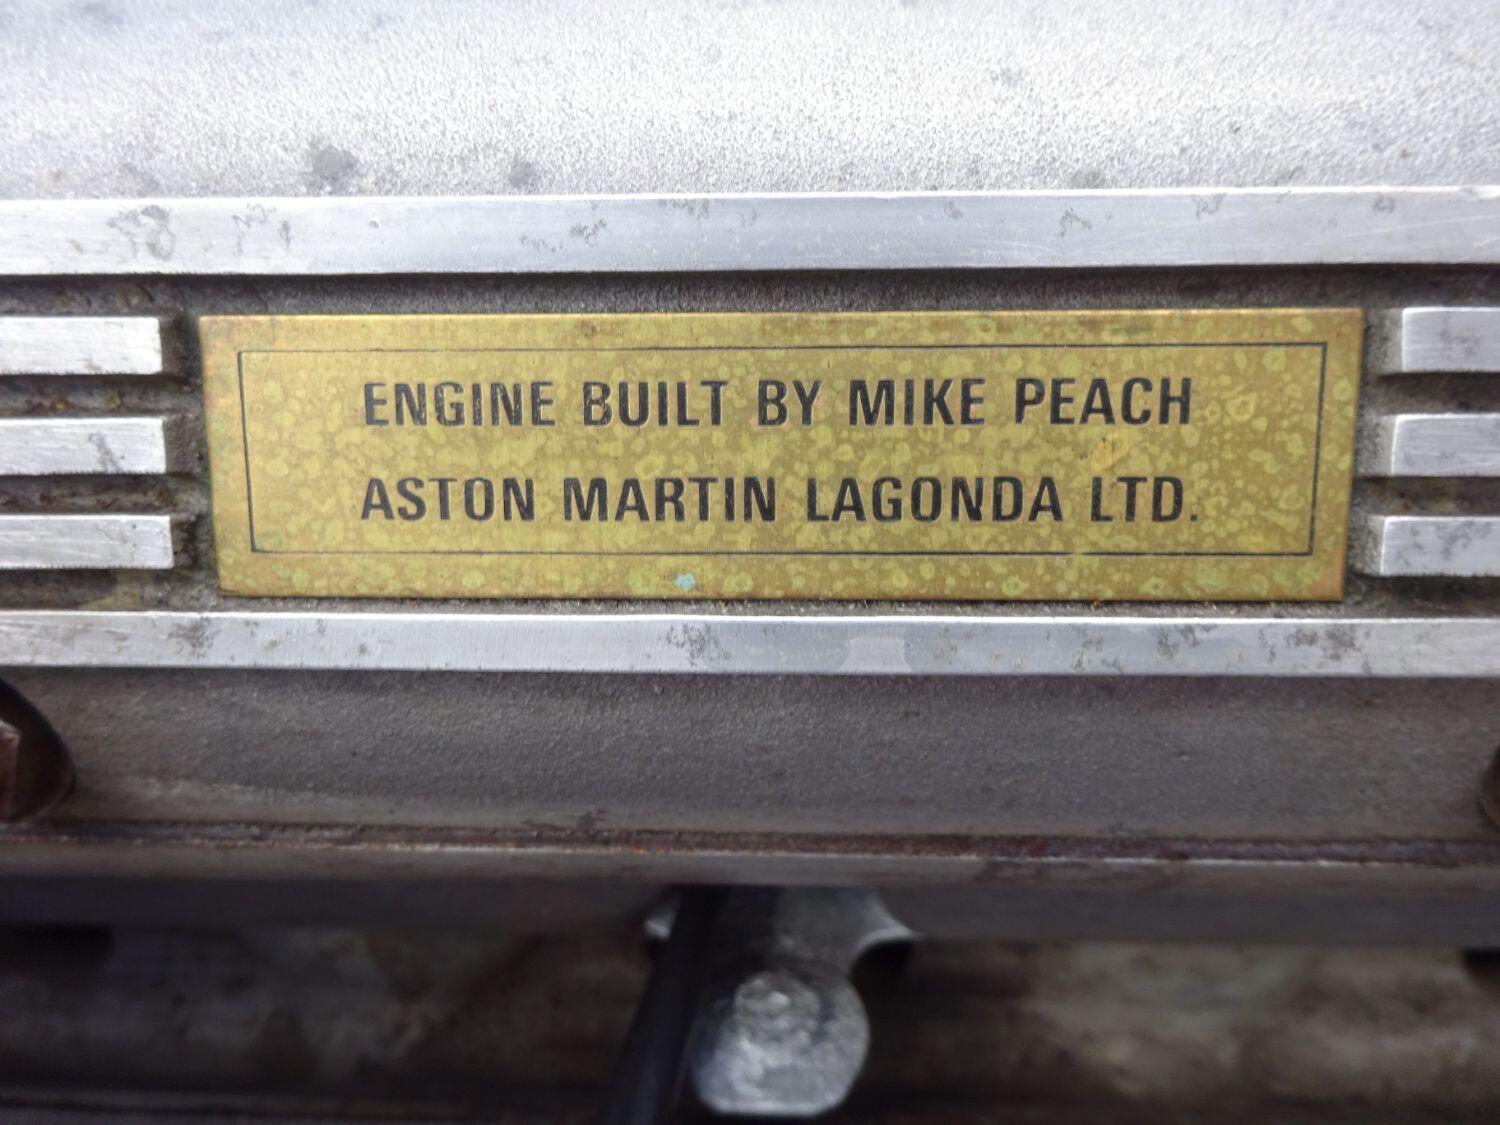 ENGINE BUILT BY MIKE PEACH
ASTON MARTIN LAGONDA LTD.